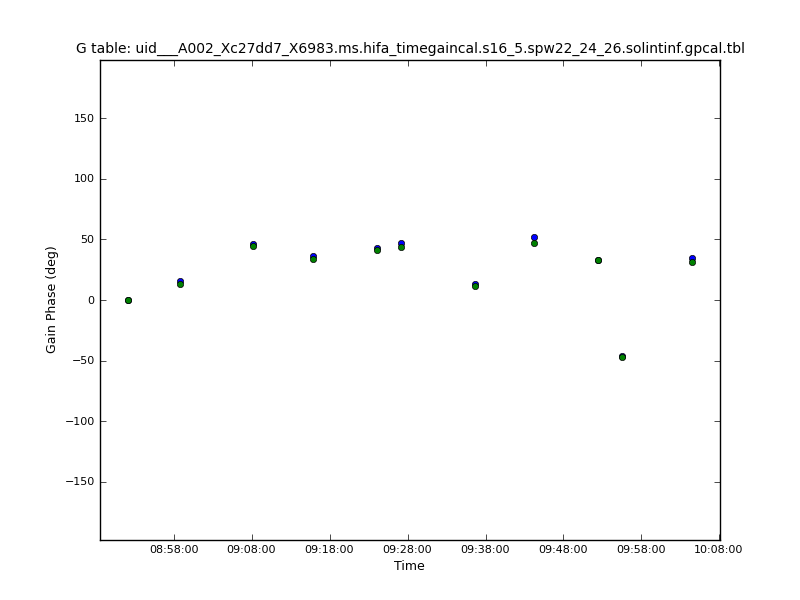 G table: uid___A002_Xc27dd7_X6983.ms.hifa_timegaincal.s16_5.spw22_24_26.solintinf.gpcal.tbl
150
100
50
0
−50
−100
−150
Gain Phase (deg)
08:58:00 09:08:00 09:18:00 09:28:00 09:38:00 09:48:00 09:58:00 10:08:00
Time